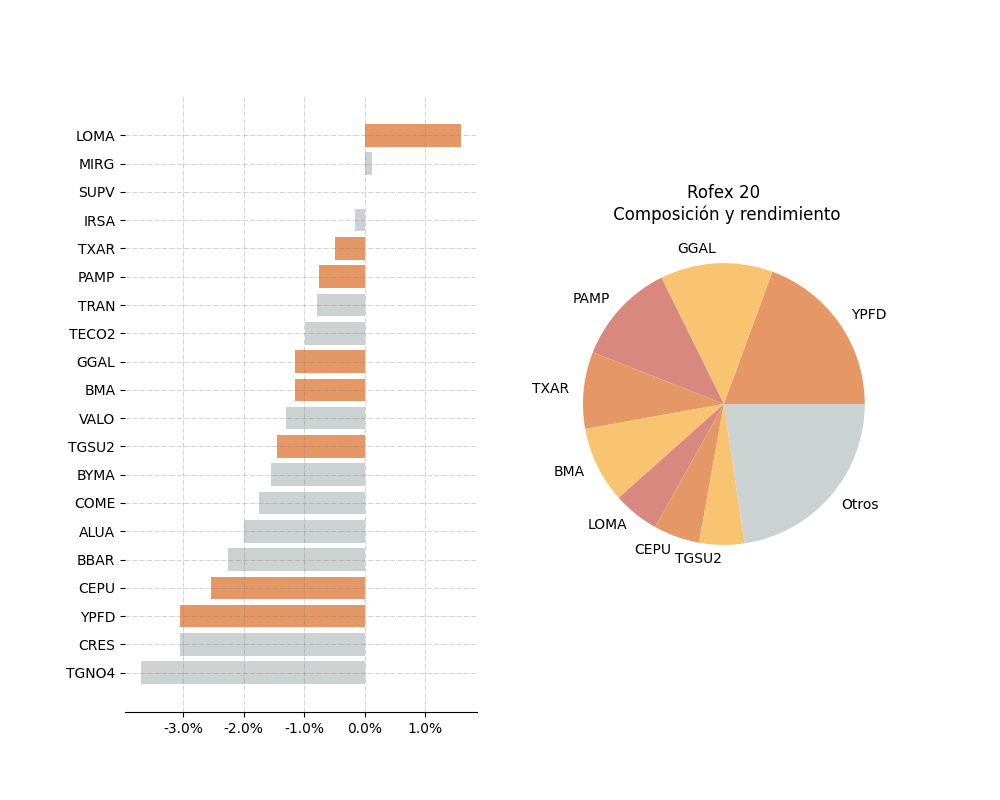 LOMA
MIRG
SUPV
IRSA
TXAR
PAMP
TRAN
TECO2
GGAL
BMA
VALO
TGSU2
BYMA
COME
ALUA
BBAR
CEPU
YPFD
CRES
TGNO4
-3.0% -2.0% -1.0% 0.0% 1.0%
Rofex 20
Composición y rendimiento
GGAL
YPFD
PAMP
TXAR
BMA
LOMA
CEPU
TGSU2
Otros